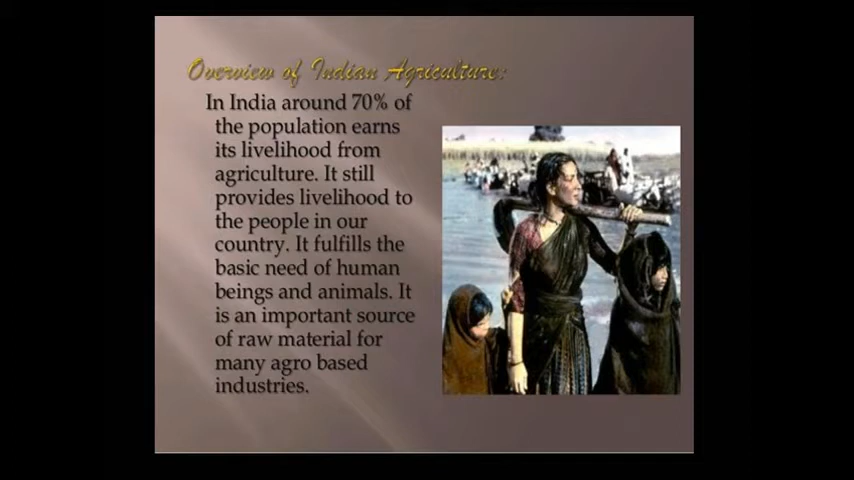 Overview of Indian Agriculture:
In India around 70% of
the population earns
its livelihood from
agriculture. It still
provides livelihood to
the people in our
country. It fulfills the
basic need of human
beings and animals. It
is an important source
of raw material for
many agro based
industries.